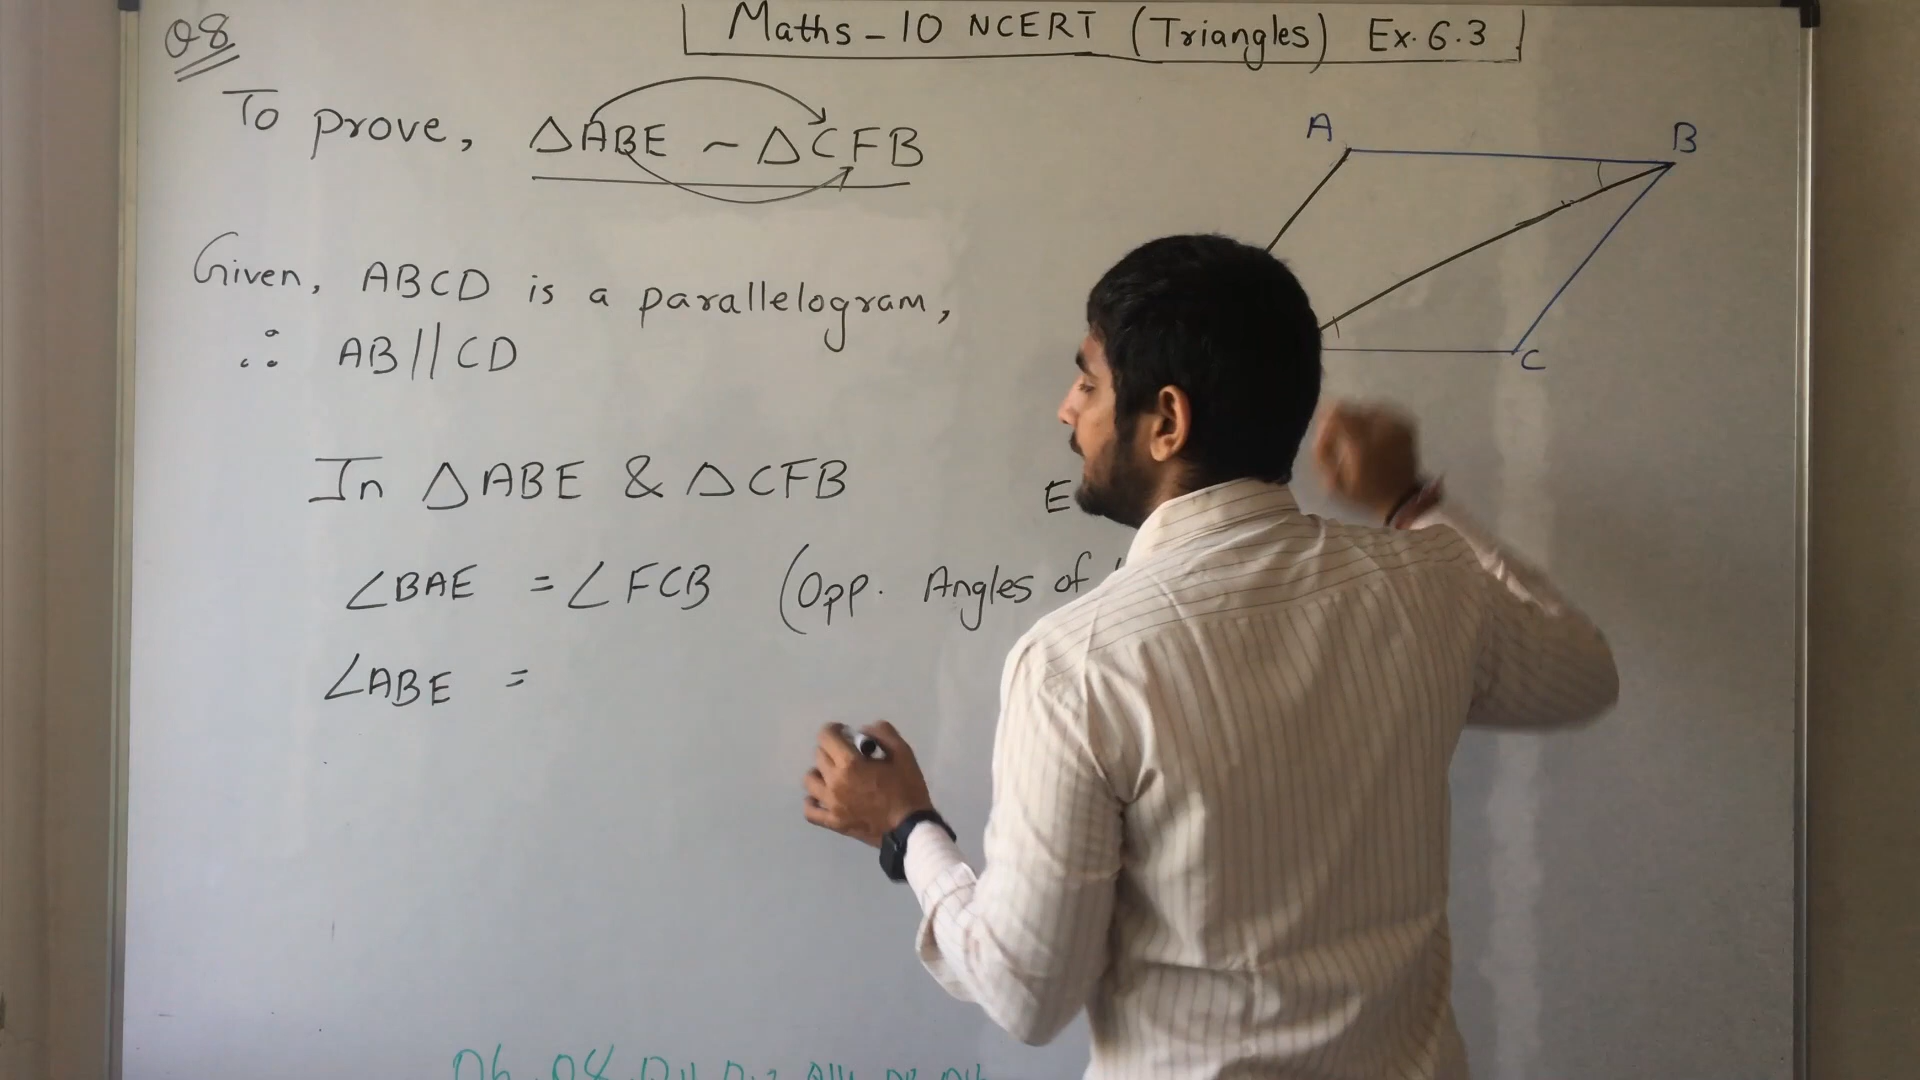 Q8
Maths - 10 NCERT (Triangles) Ex. 6.3
To prove, △ABE ~ △CFB
A B
Given, ABCD is a parallelogram,
∴ AB // CD
C
In △ABE & △CFB
E
∠BAE = ∠FCB (Opp. Angles of
∠ABE =